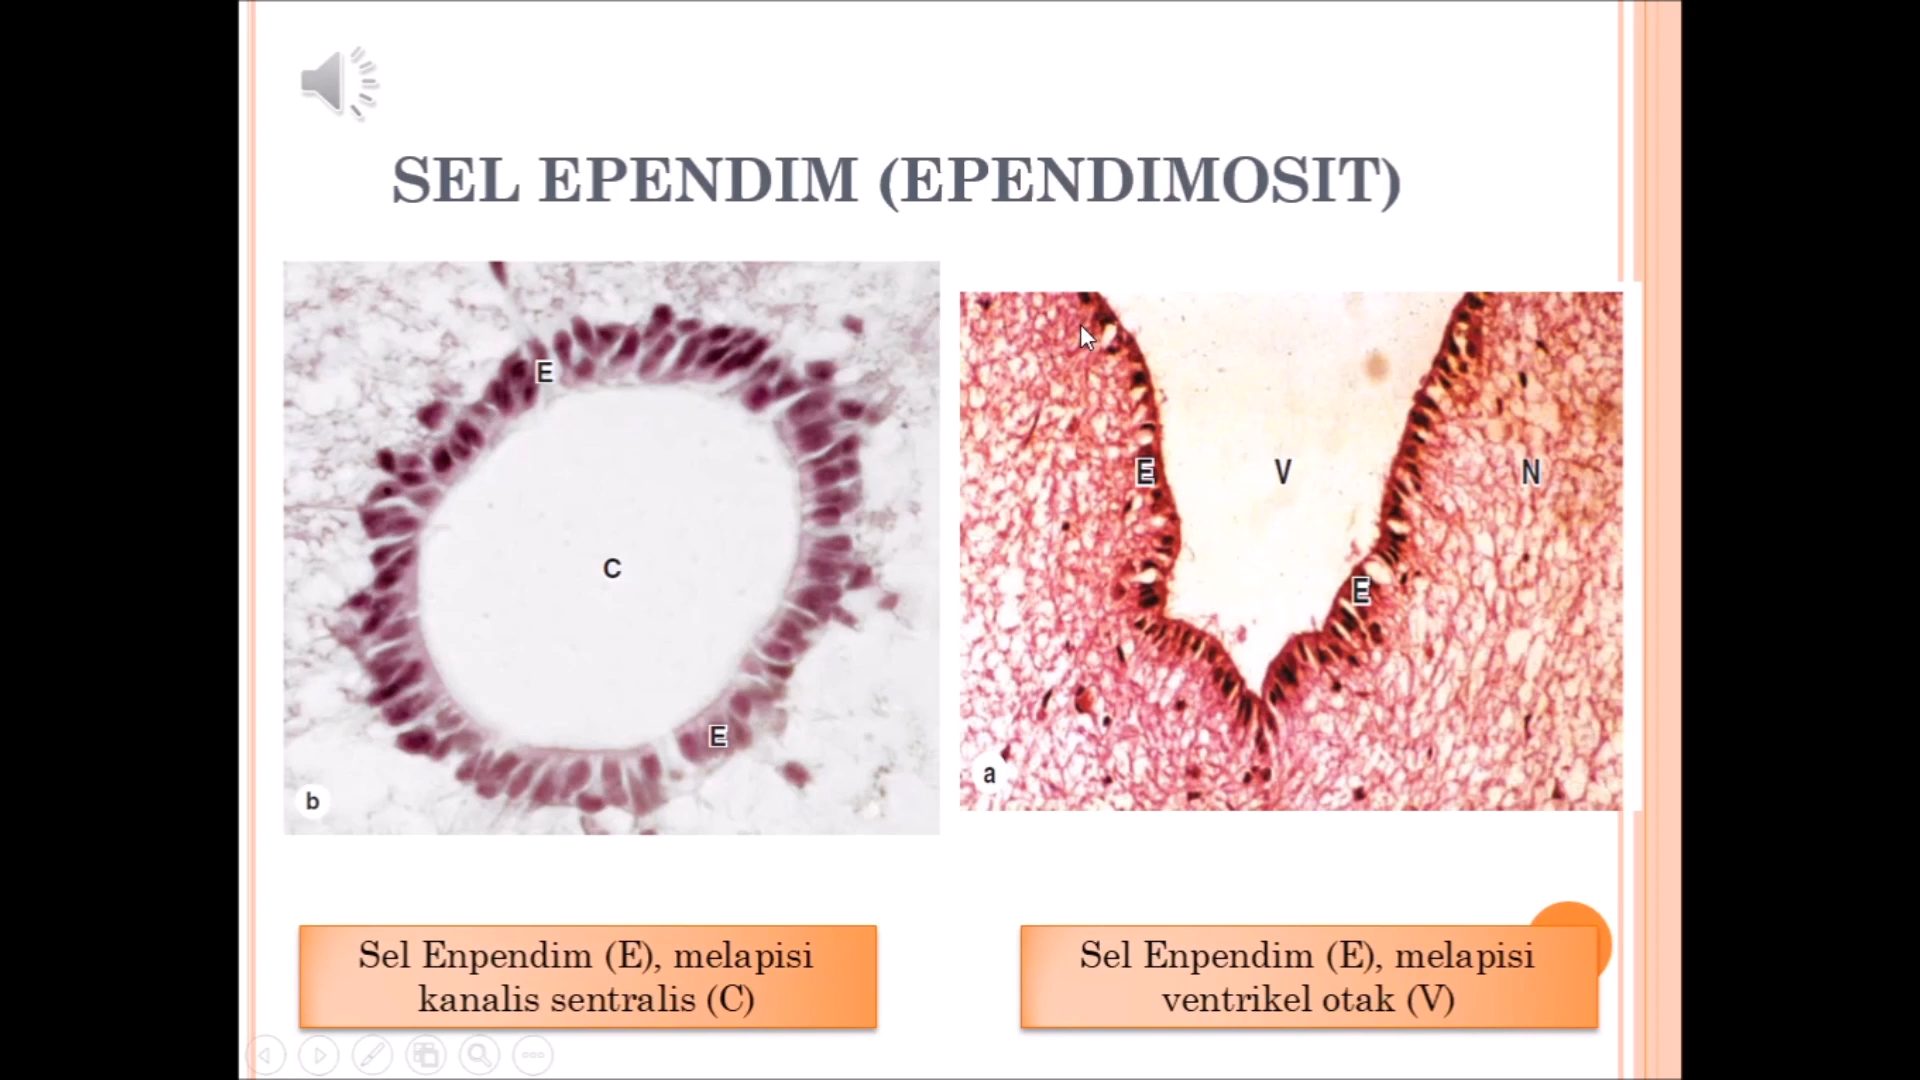 SEL EPENDIM (EPENDIMOSIT)
E
C
E
b
E
V
N
E
a
Sel Enpendim (E), melapisi
kanalis sentralis (C)
Sel Enpendim (E), melapisi
ventrikel otak (V)